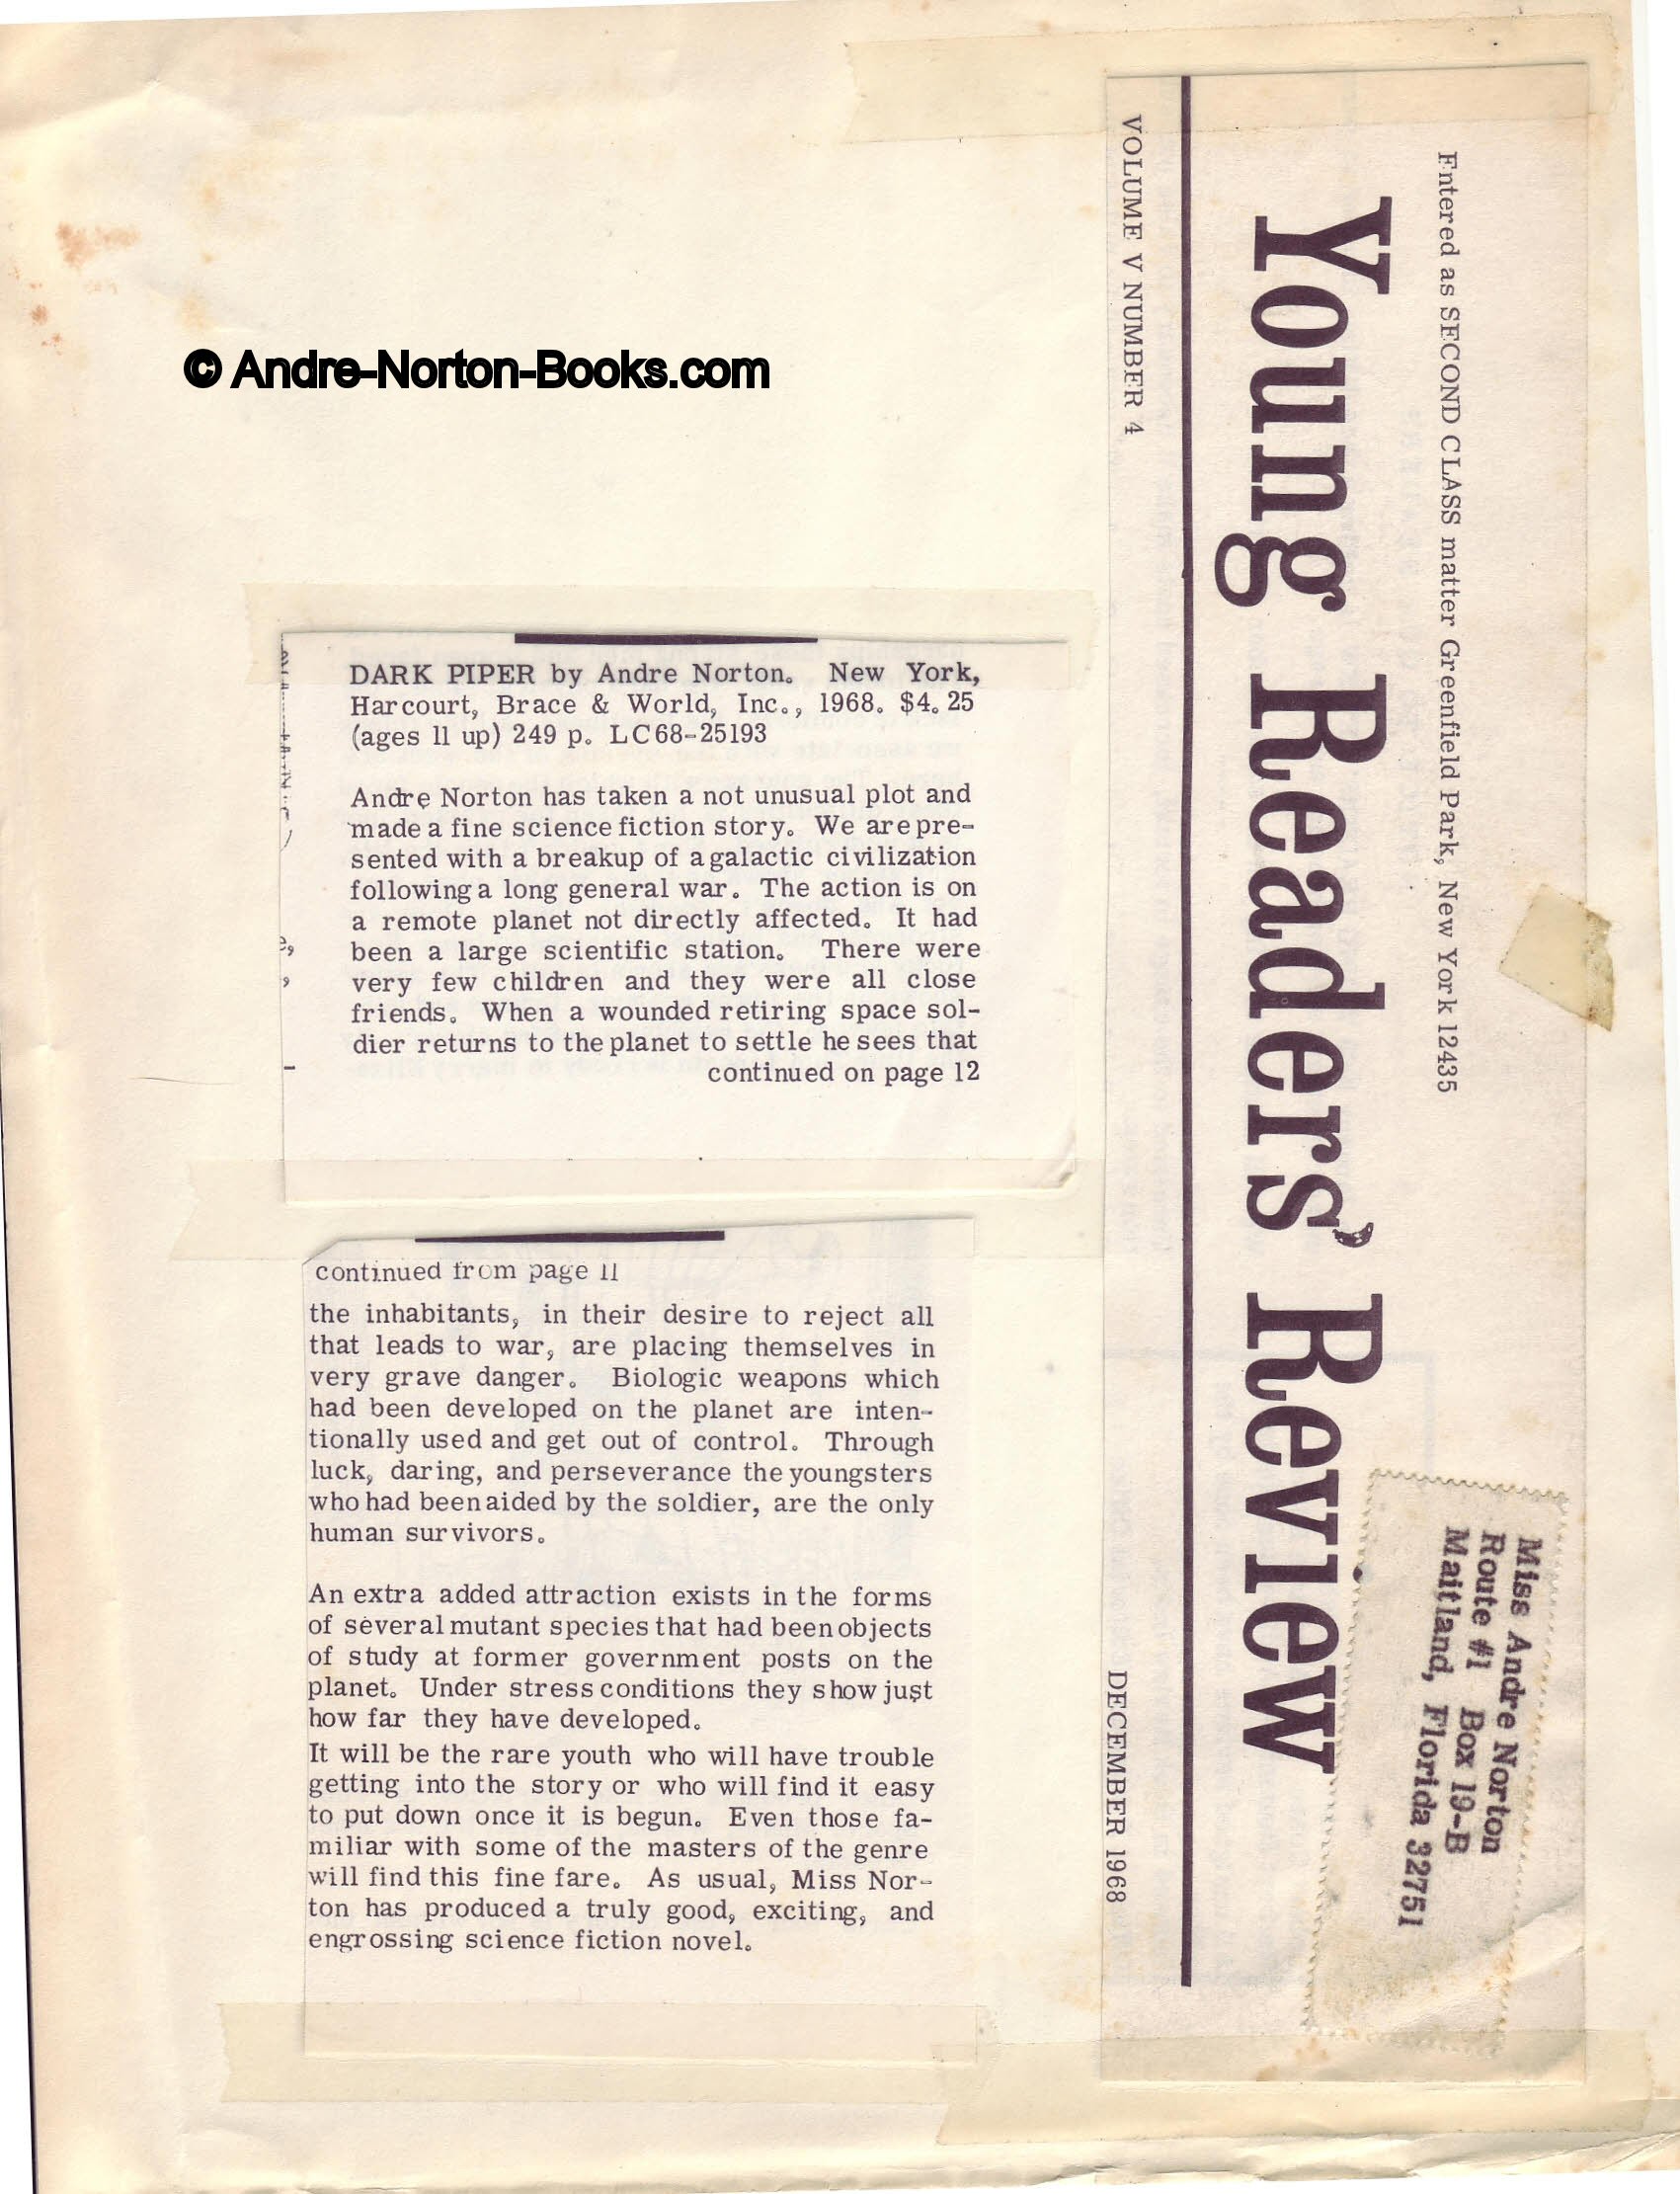 Entered as SECOND CLASS matter Greenfield Park, New York 12435
Young Readers' Review
VOLUME V NUMBER 4
DECEMBER 1968
Miss Andre Norton
Route #1 Box 19-B
Maitland, Florida 32751
© Andre-Norton-Books.com
DARK PIPER by Andre Norton. New York,
Harcourt, Brace & World, Inc., 1968. $4.25
(ages 11 up) 249 p. LC68-25193
Andre Norton has taken a not unusual plot and
made a fine science fiction story. We are pre-
sented with a breakup of a galactic civilization
following a long general war. The action is on
a remote planet not directly affected. It had
been a large scientific station. There were
very few children and they were all close
friends. When a wounded retiring space sol-
dier returns to the planet to settle he sees that
continued on page 12
continued from page 11
the inhabitants, in their desire to reject all
that leads to war, are placing themselves in
very grave danger. Biologic weapons which
had been developed on the planet are inten-
tionally used and get out of control. Through
luck, daring, and perseverance the youngsters
who had been aided by the soldier, are the only
human survivors.
An extra added attraction exists in the forms
of several mutant species that had been objects
of study at former government posts on the
planet. Under stress conditions they show just
how far they have developed.
It will be the rare youth who will have trouble
getting into the story or who will find it easy
to put down once it is begun. Even those fa-
miliar with some of the masters of the genre
will find this fine fare. As usual, Miss Nor-
ton has produced a truly good, exciting, and
engrossing science fiction novel.